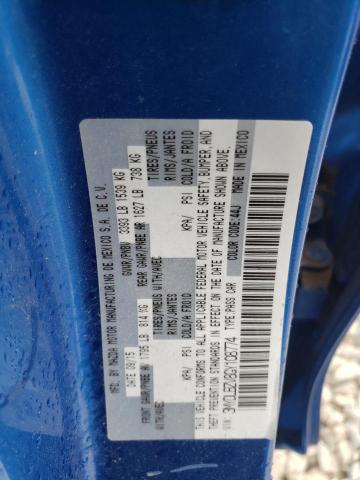 BY: MAZDA MOTOR MANUFACTURING DE MEXICO S.A. DE C.V.
DATE: 09/15 GVWR/PNBV 3393 LB 1539 KG
FRONT GAWR/PNBE AV 1795 LB 814 KG REAR GAWR/PNBE AR 1627 LB 738 KG
WITH/AVEC TIRES/PNEUS WITH/AVEC TIRES/PNEUS
RIMS/JANTES RIMS/JANTES
KPA/ PSI COLD/A FROID KPA/ PSI COLD/A FROID
THIS VEHICLE CONFORMS TO ALL APPLICABLE FEDERAL MOTOR VEHICLE SAFETY, BUMPER, AND
THEFT PREVENTION STANDARDS IN EFFECT ON THE DATE OF MANUFACTURE SHOWN ABOVE.
TYPE: PASS CAR COLOR CODE: 44J MADE IN MEXICO